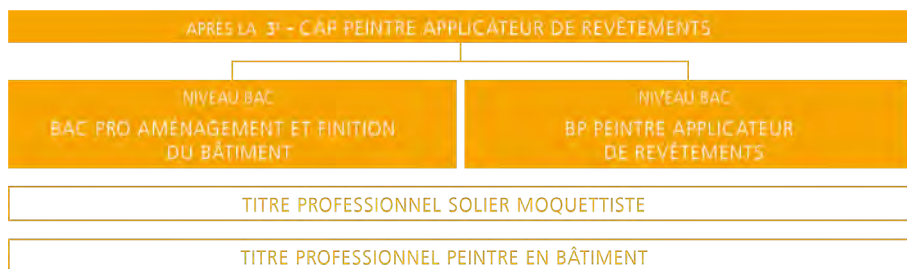 APRÈS LA 3e - CAP PEINTRE APPLICATEUR DE REVÊTEMENTS
NIVEAU BAC
BAC PRO AMÉNAGEMENT ET FINITION
DU BÂTIMENT
NIVEAU BAC
BP PEINTRE APPLICATEUR
DE REVÊTEMENTS
TITRE PROFESSIONNEL SOLIER MOQUETTISTE
TITRE PROFESSIONNEL PEINTRE EN BÂTIMENT